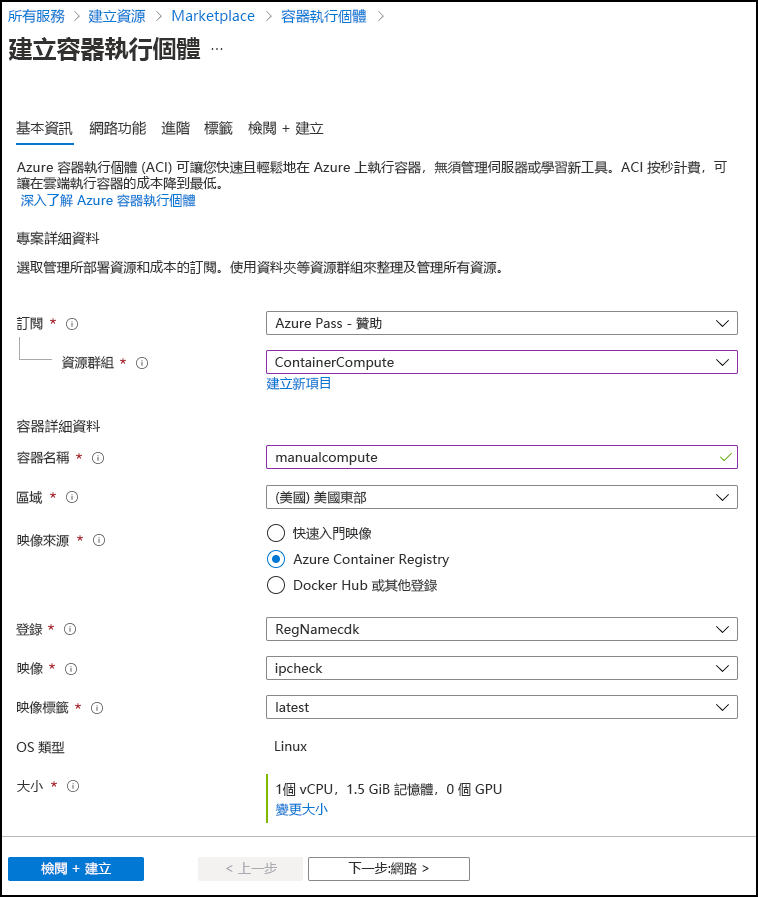 所有服務 > 建立資源 > Marketplace > 容器執行個體 >
建立容器執行個體 ...
基本資訊 網路功能 進階 標籤 檢閱 + 建立
Azure 容器執行個體 (ACI) 可讓您快速且輕鬆地在 Azure 上執行容器，無須管理伺服器或學習新工具。ACI 按秒計費，可
讓在雲端執行容器的成本降到最低。
深入了解 Azure 容器執行個體
專案詳細資料
選取管理所部署資源和成本的訂閱。使用資料夾等資源群組來整理及管理所有資源。
訂閱 * Azure Pass - 贊助
資源群組 * ContainerCompute
建立新項目
容器詳細資料
容器名稱 * manualcompute
區域 * (美國) 美國東部
映像來源 * 快速入門映像
Azure Container Registry
Docker Hub 或其他登錄
登錄 * RegNamecdk
映像 * ipcheck
映像標籤 * latest
OS 類型 Linux
大小 * 1個 vCPU，1.5 GiB 記憶體，0 個 GPU
變更大小
檢閱 + 建立 < 上一步 下一步:網路 >